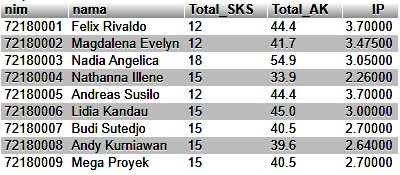 nim nama Total_SKS Total_AK IP
72180001 Felix Rivaldo 12 44.4 3.70000
72180002 Magdalena Evelyn 12 41.7 3.47500
72180003 Nadia Angelica 18 54.9 3.05000
72180004 Nathanna Illene 15 33.9 2.26000
72180005 Andreas Susilo 12 44.4 3.70000
72180006 Lidia Kandau 15 45.0 3.00000
72180007 Budi Sutedjo 15 40.5 2.70000
72180008 Andy Kurniawan 15 39.6 2.64000
72180009 Mega Proyek 15 40.5 2.70000